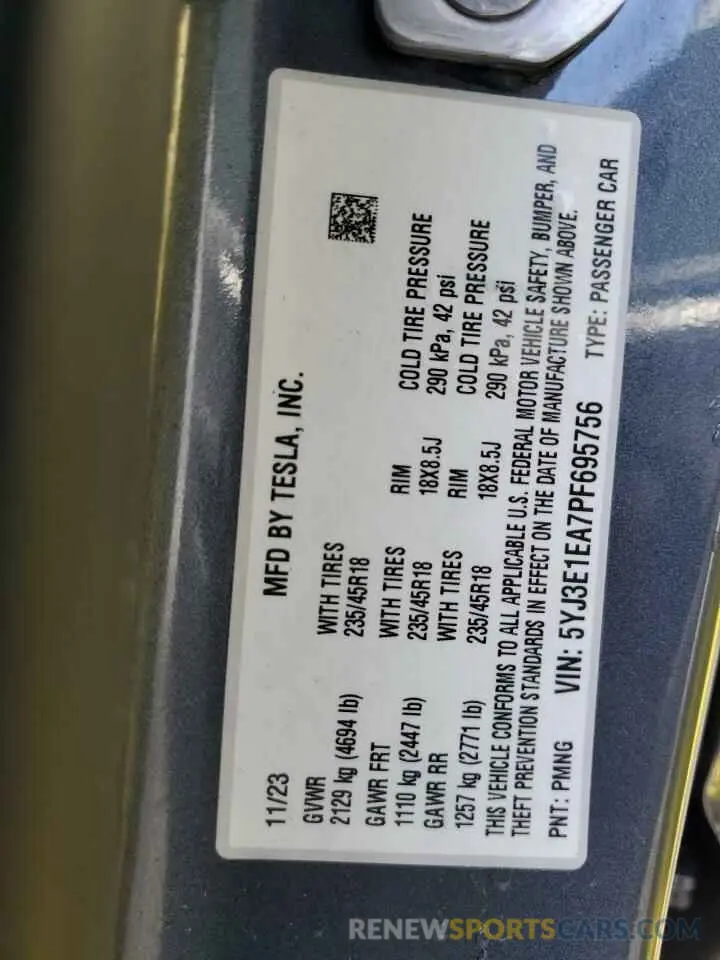 11/23 MFD BY TESLA, INC.
GVWR WITH TIRES
2129 kg (4694 lb) 235/45R18
GAWR FRT WITH TIRES RIM COLD TIRE PRESSURE
1110 kg (2447 lb) 235/45R18 18X8.5J 290 kPa, 42 psi
GAWR RR WITH TIRES RIM COLD TIRE PRESSURE
1257 kg (2771 lb) 235/45R18 18X8.5J 290 kPa, 42 psi
THIS VEHICLE CONFORMS TO ALL APPLICABLE U.S. FEDERAL MOTOR VEHICLE SAFETY, BUMPER, AND
THEFT PREVENTION STANDARDS IN EFFECT ON THE DATE OF MANUFACTURE SHOWN ABOVE.
PNT: PMNG VIN: 5YJ3E1EA7PF695756 TYPE: PASSENGER CAR
RENEWSPORTSCARS.COM